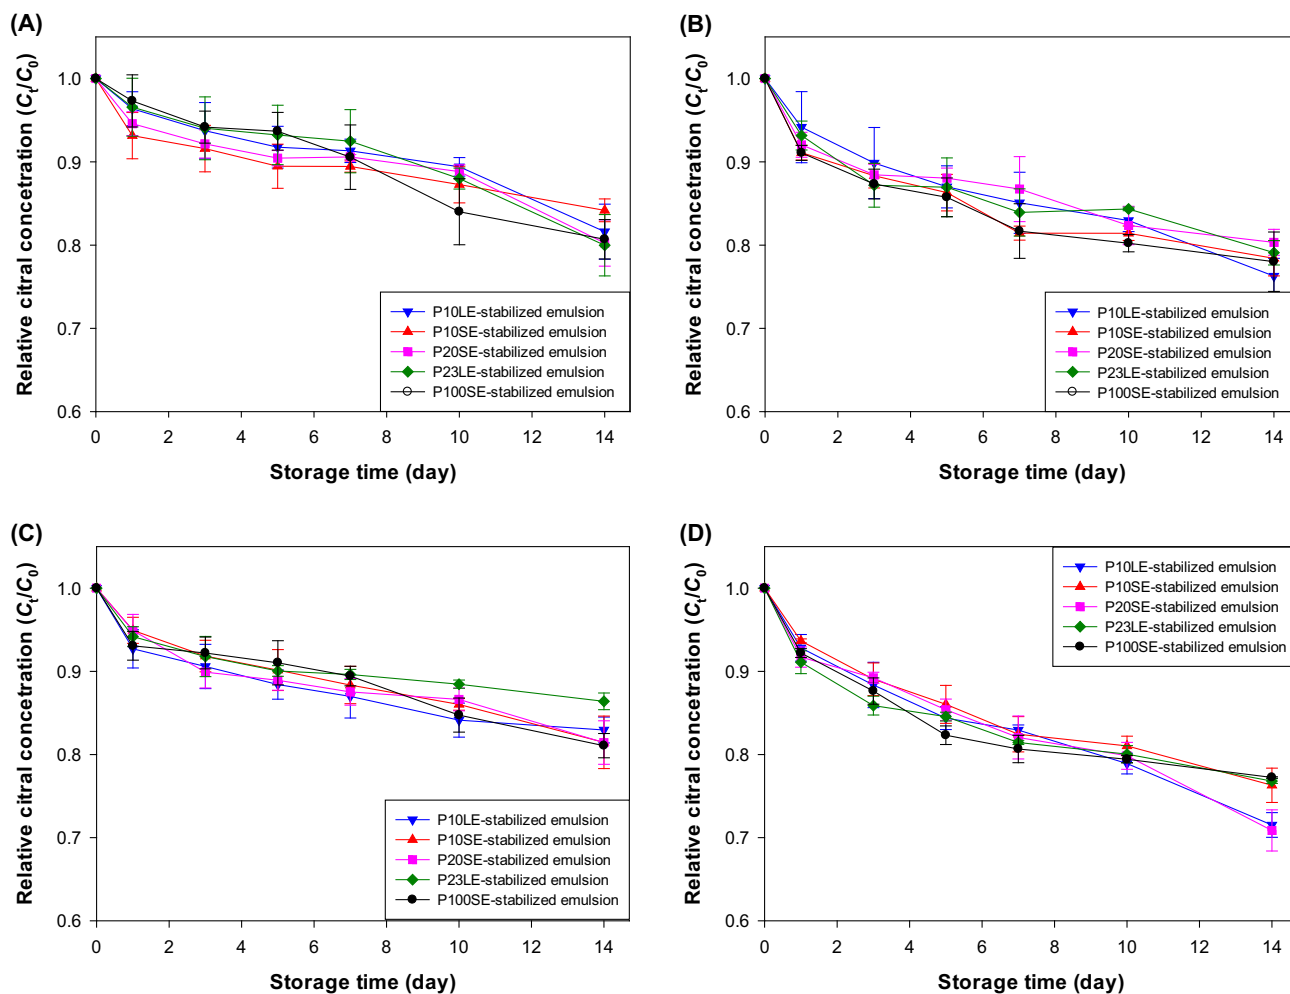 (A)
Relative citral concetration (Ct/C0)
1.0
0.9
0.8
0.7
0.6
P10LE-stabilized emulsion
P10SE-stabilized emulsion
P20SE-stabilized emulsion
P23LE-stabilized emulsion
P100SE-stabilized emulsion
0 2 4 6 8 10 12 14
Storage time (day)
(B)
Relative citral concetration (Ct/C0)
1.0
0.9
0.8
0.7
0.6
P10LE-stabilized emulsion
P10SE-stabilized emulsion
P20SE-stabilized emulsion
P23LE-stabilized emulsion
P100SE-stabilized emulsion
0 2 4 6 8 10 12 14
Storage time (day)
(C)
Relative citral concetration (Ct/C0)
1.0
0.9
0.8
0.7
0.6
P10LE-stabilized emulsion
P10SE-stabilized emulsion
P20SE-stabilized emulsion
P23LE-stabilized emulsion
P100SE-stabilized emulsion
0 2 4 6 8 10 12 14
Storage time (day)
(D)
Relative citral concetration (Ct/C0)
P10LE-stabilized emulsion
P10SE-stabilized emulsion
P20SE-stabilized emulsion
P23LE-stabilized emulsion
P100SE-stabilized emulsion
1.0
0.9
0.8
0.7
0.6
0 2 4 6 8 10 12 14
Storage time (day)